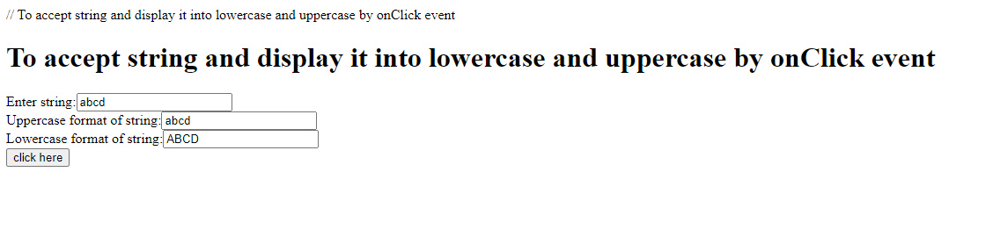 // To accept string and display it into lowercase and uppercase by onClick event
To accept string and display it into lowercase and uppercase by onClick event
Enter string: abcd
Uppercase format of string: abcd
Lowercase format of string: ABCD
click here